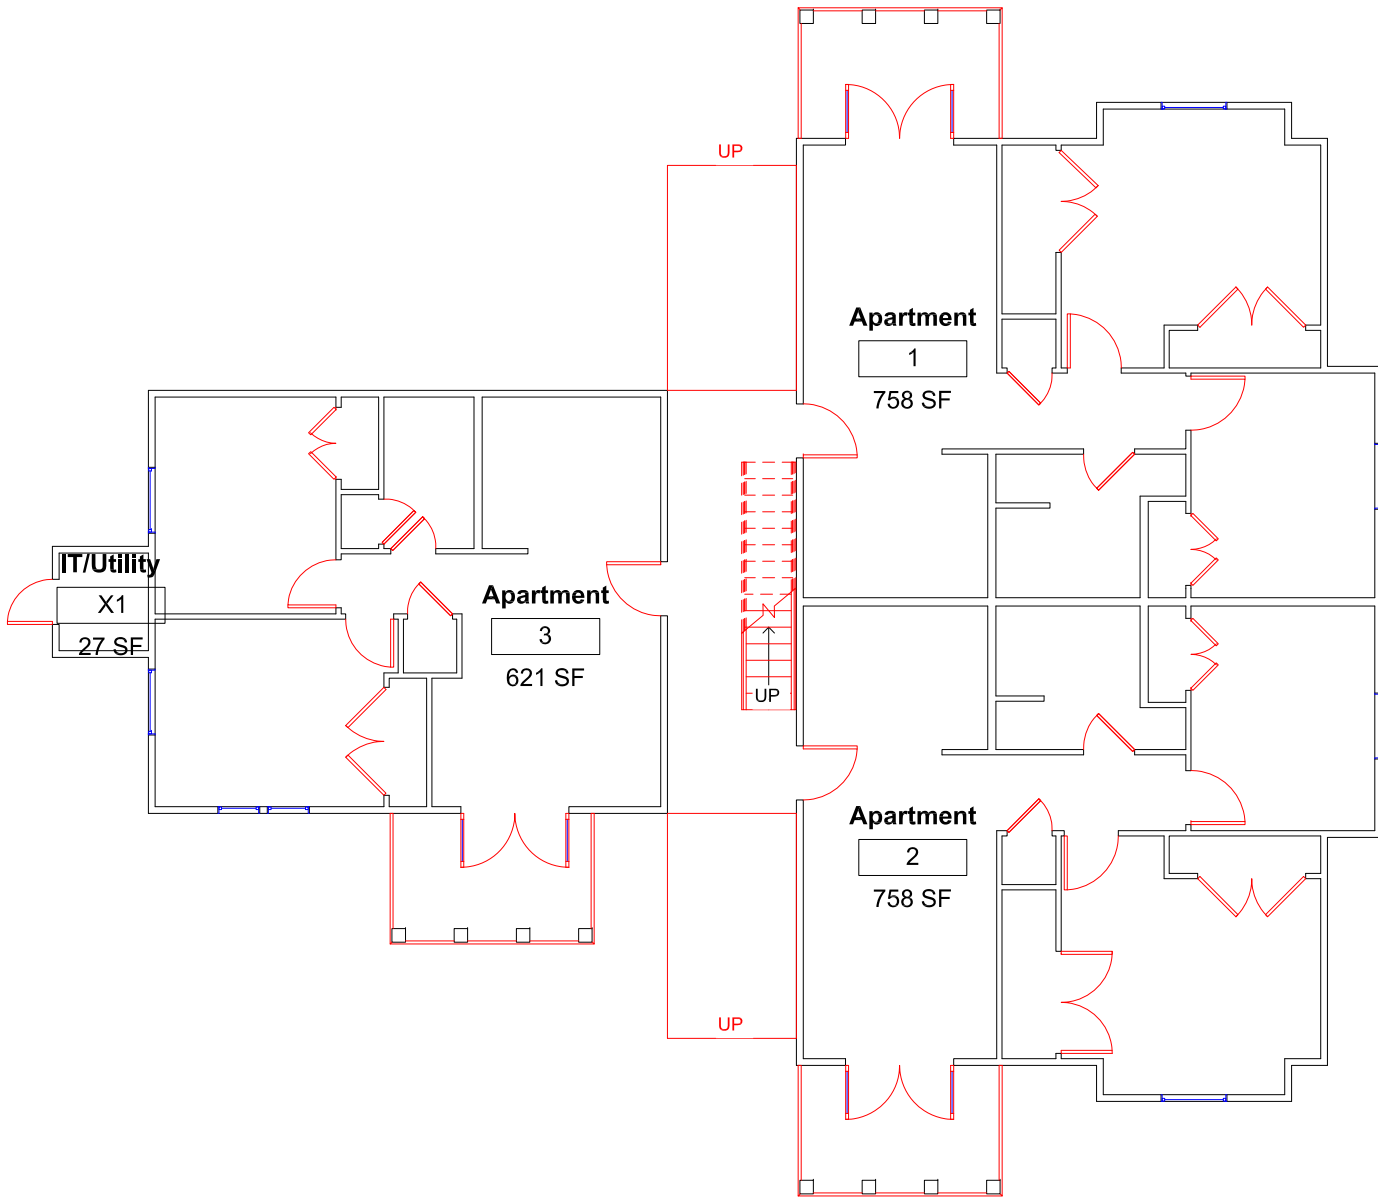 UP
Apartment
1
758 SF
IT/Utility
X1
27 SF
Apartment
3
621 SF
UP
Apartment
2
758 SF
UP